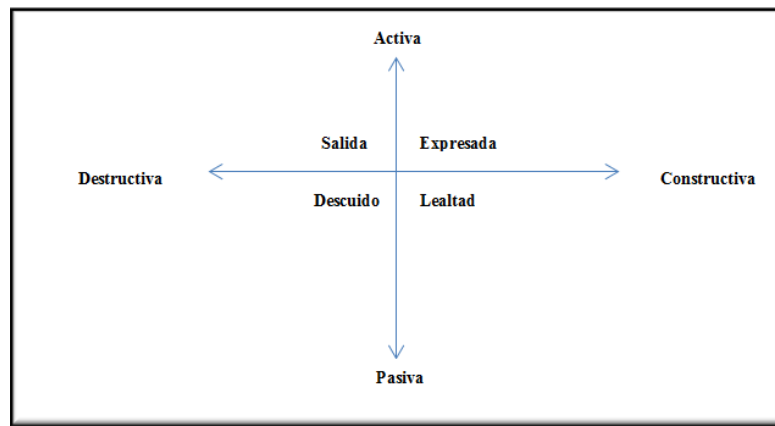 Activa
Salida Expresada
Destructiva Constructiva
Descuido Lealtad
Pasiva